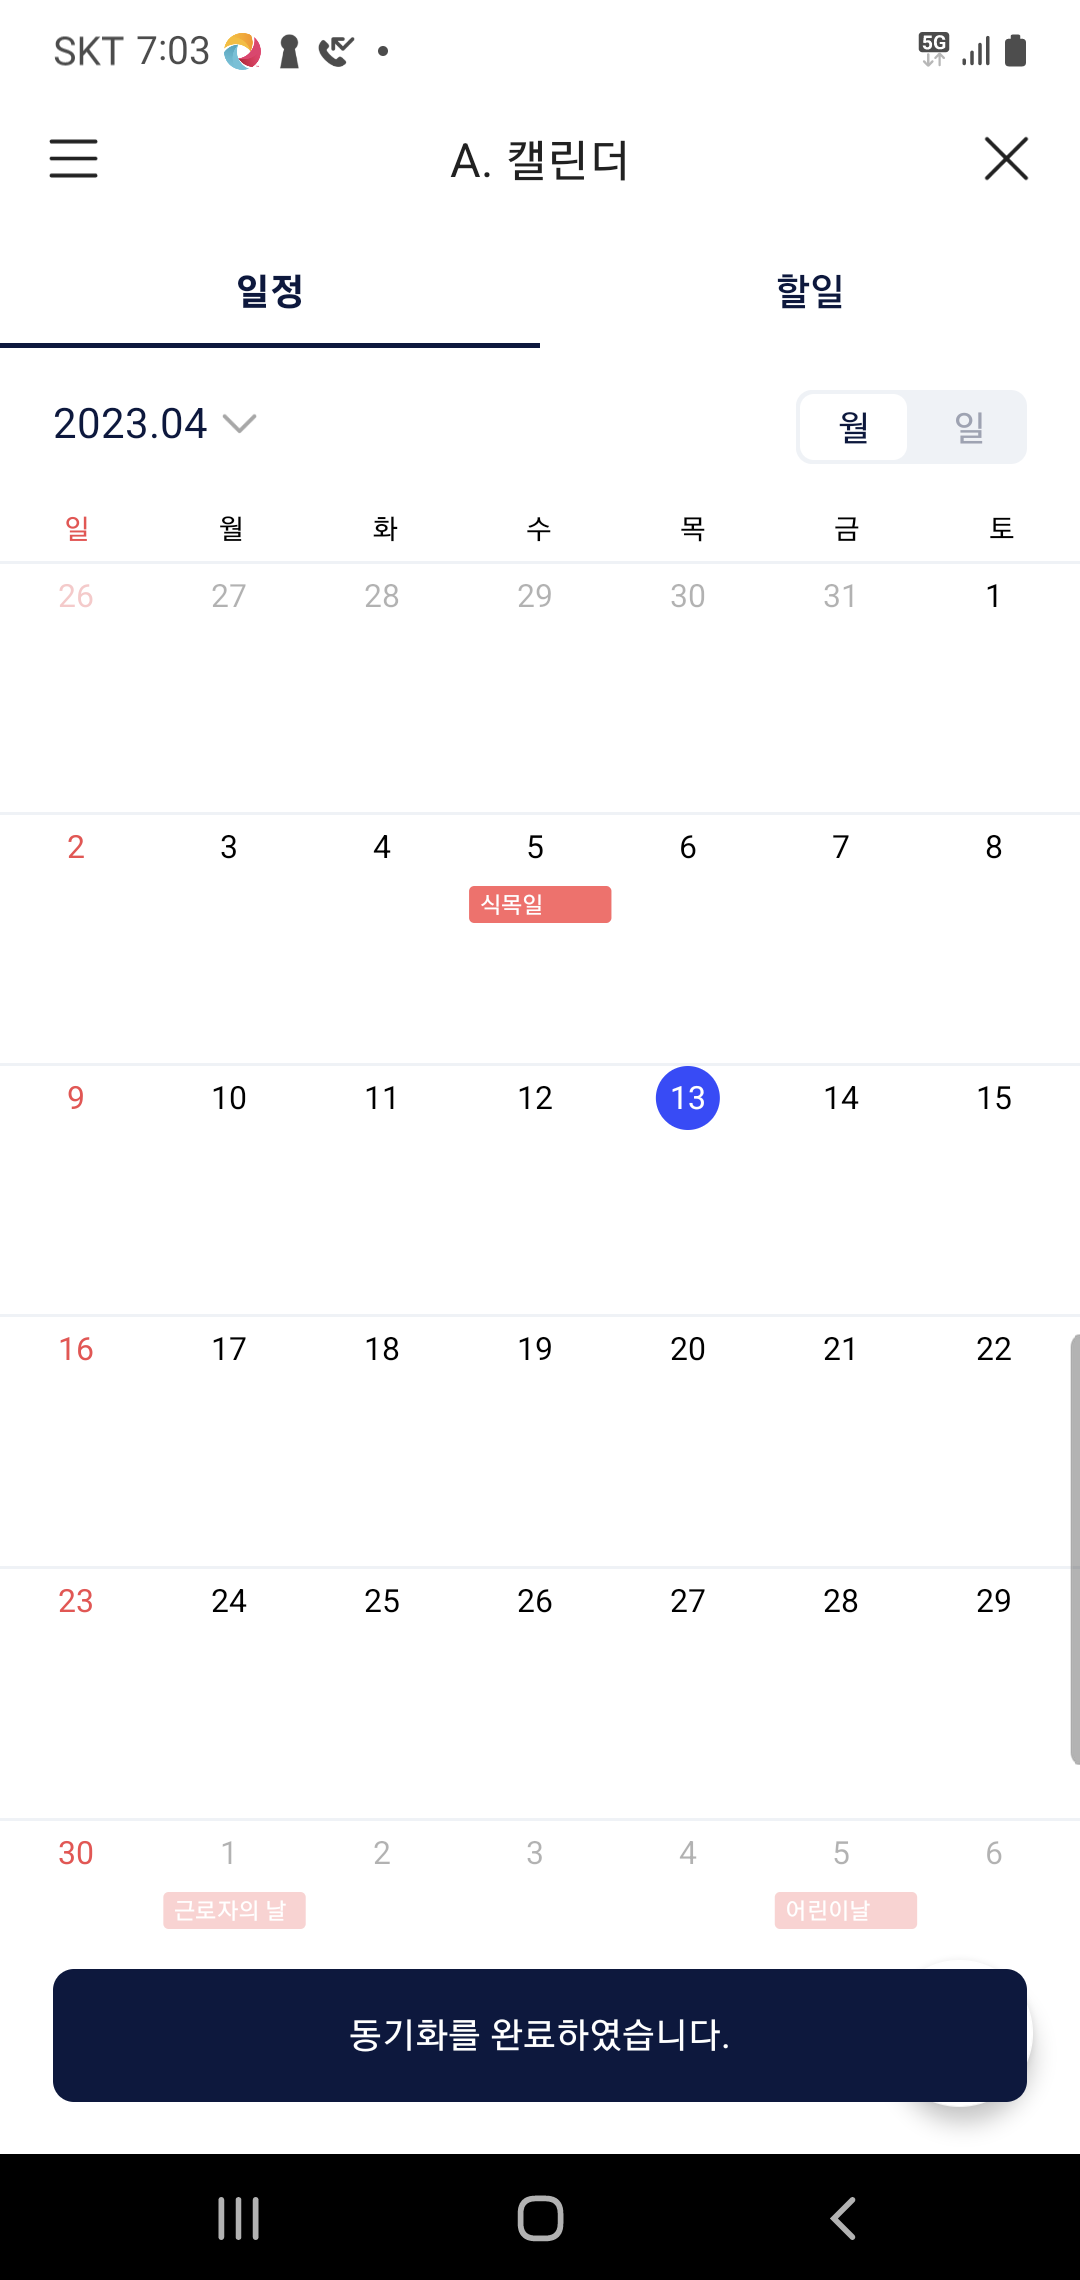 SKT 7:03
5G
A. 캘린더
일정 할일
2023.04
월 일
일 월 화 수 목 금 토
26 27 28 29 30 31 1
2 3 4 5 6 7 8
식목일
9 10 11 12 13 14 15
16 17 18 19 20 21 22
23 24 25 26 27 28 29
30 1 2 3 4 5 6
근로자의 날 어린이날
동기화를 완료하였습니다.